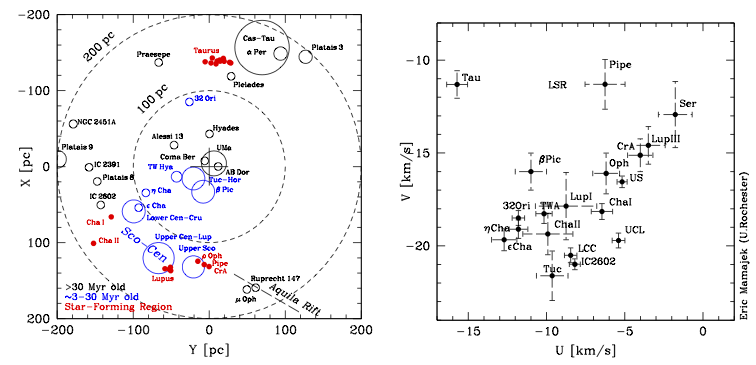 -200
-100
0
100
200
X [pc]
-200
-100
0
100
200
Y [pc]
200 pc
100 pc
Cas-Tau
α Per
Platais 3
Praesepe
Taurus
Pleiades
32 Ori
NGC 2451A
Hyades
Alessi 13
UMa
Platais 9
Coma Ber
IC 2391
TW Hya
AB Dor
Platais 8
Tuc-Hor
β Pic
η Cha
IC 2602
ε Cha
Cha I
Lower Cen-Cru
Sco-Cen
Cha II
Upper Cen-Lup
Upper Sco
ρ Oph
Pipe
CrA
Lupus
Ruprecht 147
μ Oph
Aquila Rift
>30 Myr old
~3-30 Myr old
Star-Forming Region
-10
-15
-20
V [km/s]
-15
-10
-5
0
U [km/s]
Tau
Pipe
LSR
Ser
LupIII
CrA
βPic
Oph
US
LupI
32Ori
TWA
ChaI
ηCha
ChaII
εCha
UCL
LCC
IC2602
Tuc
Eric Mamajek (U.Rochester)